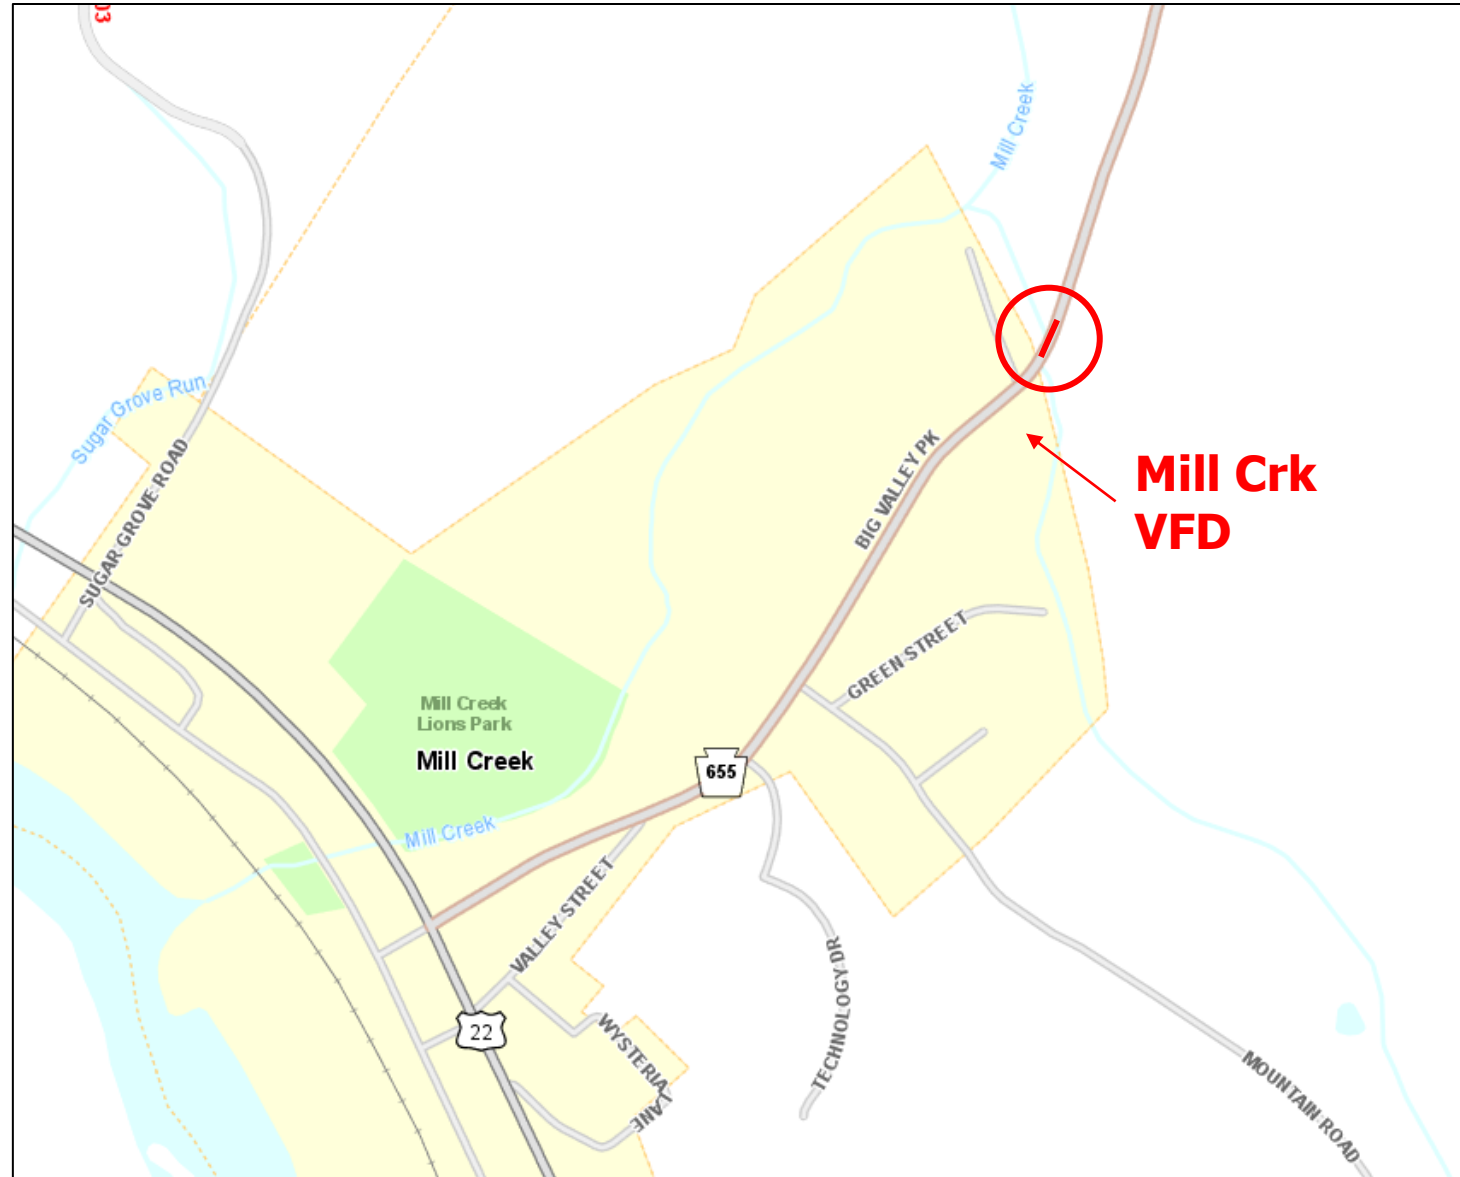 03
Mill Creek
Sugar Grove Run
SUGAR GROVE ROAD
BIG VALLEY PK
Mill Crk
VFD
GREEN STREET
Mill Creek
Lions Park
Mill Creek
655
Mill Creek
VALLEY STREET
TECHNOLOGY DR
22
WYSTERIA LANE
MOUNTAIN ROAD